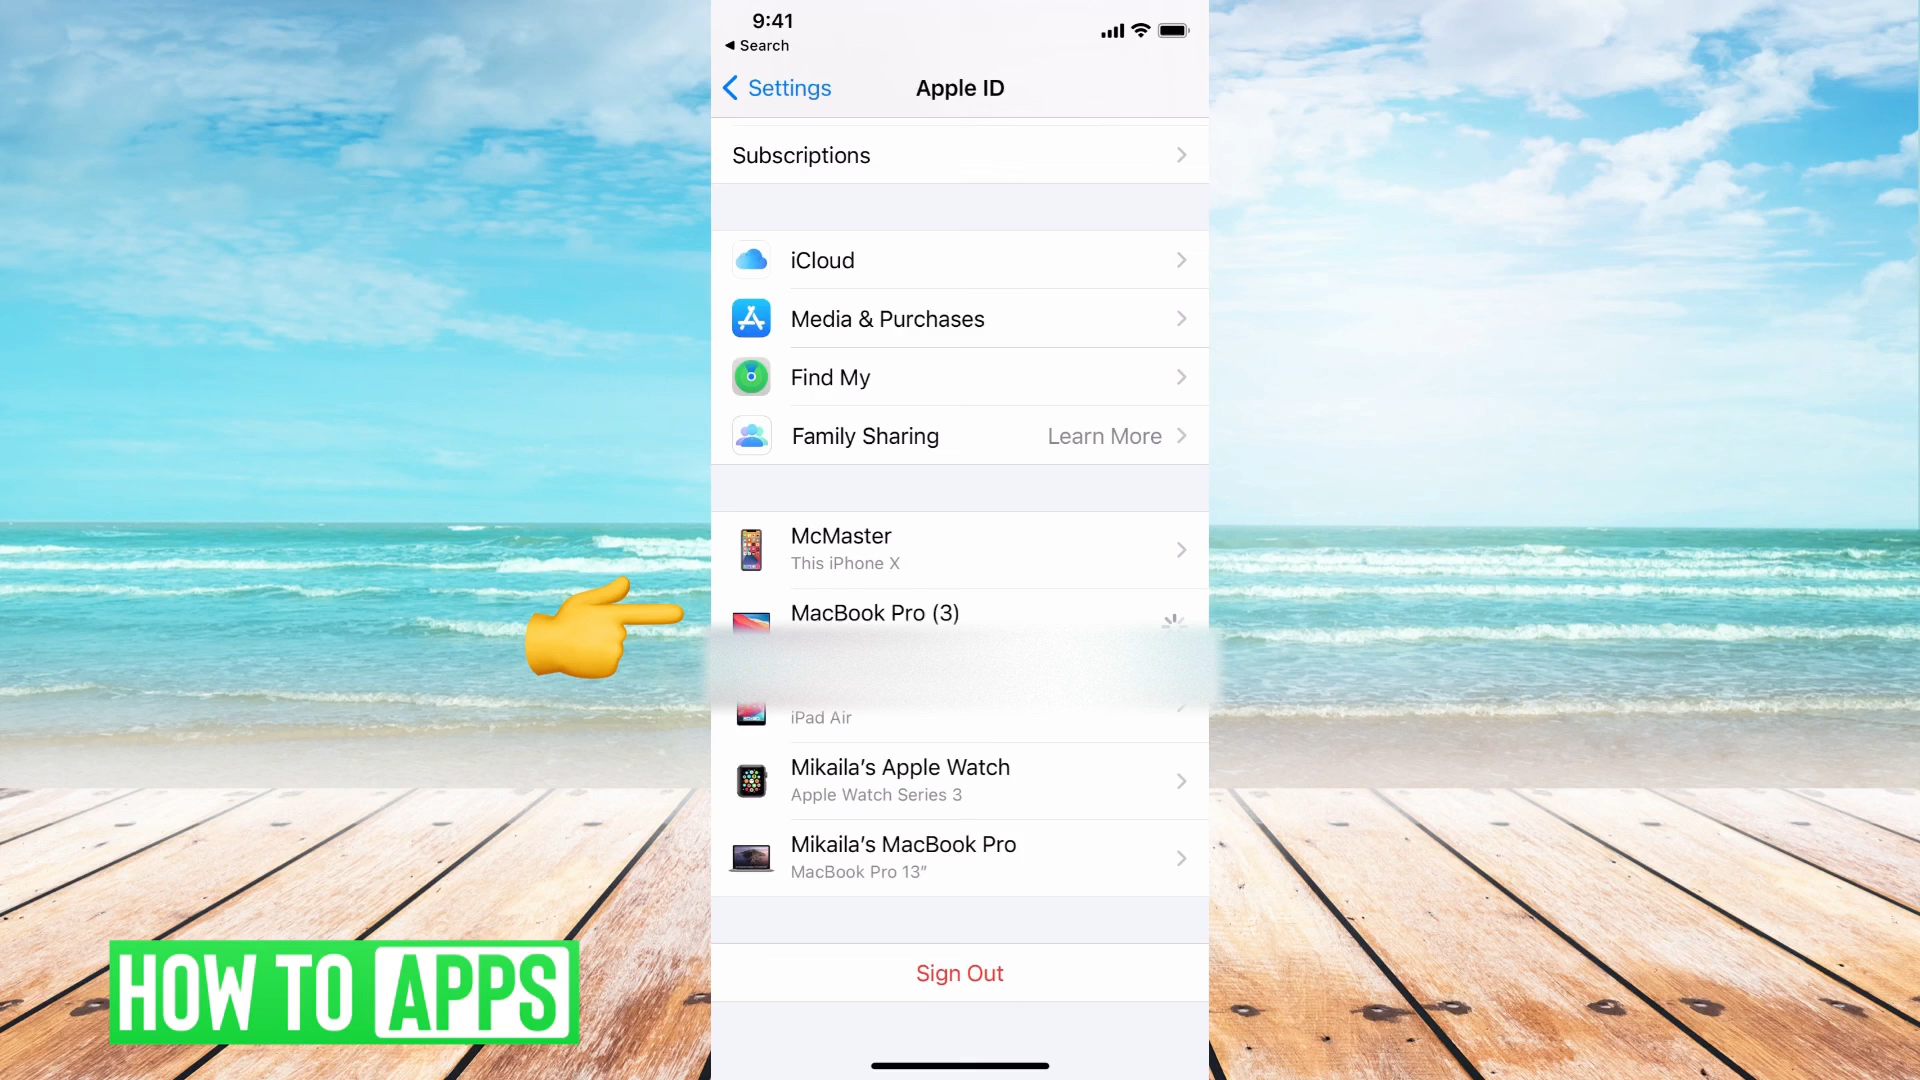 9:41
◀ Search
Settings
Apple ID
Subscriptions
iCloud
Media & Purchases
Find My
Family Sharing
Learn More
McMaster
This iPhone X
MacBook Pro (3)
iPad Air
Mikaila’s Apple Watch
Apple Watch Series 3
Mikaila’s MacBook Pro
MacBook Pro 13”
Sign Out
HOW TO APPS